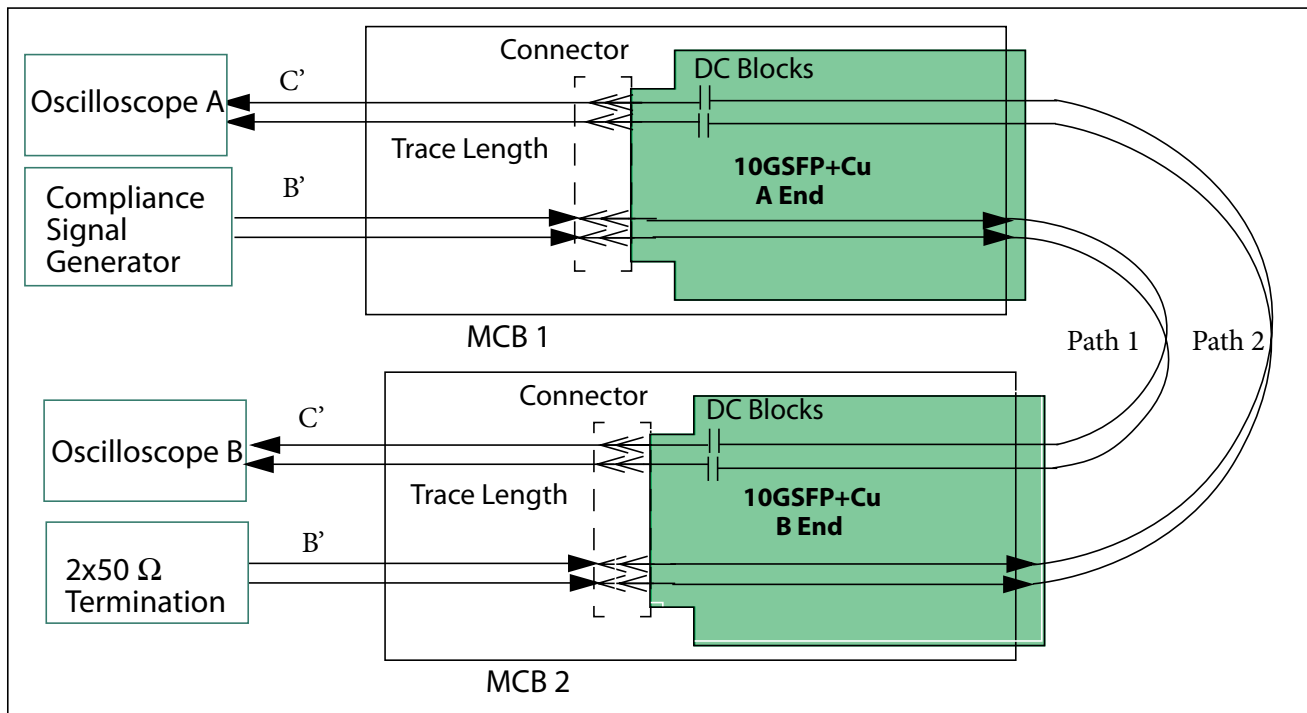 Connector
DC Blocks
C’
Oscilloscope A
Trace Length
10GSFP+Cu
A End
B’
Compliance
Signal
Generator
MCB 1
Path 1
Path 2
Connector
DC Blocks
C’
Oscilloscope B
Trace Length
10GSFP+Cu
B End
B’
2x50 Ω
Termination
MCB 2